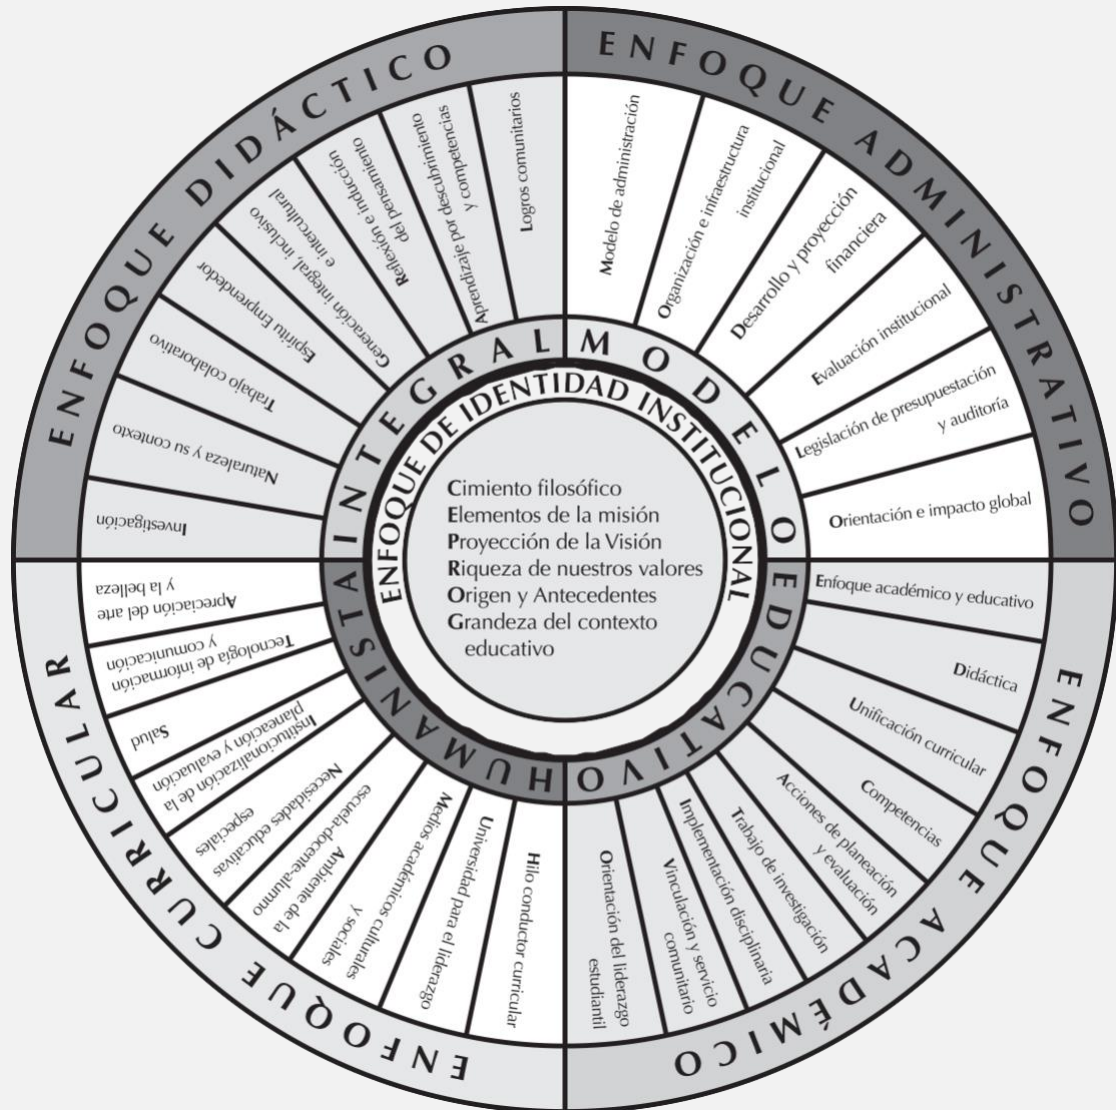 ENFOQUE ADMINISTRATIVO
Modelo de administración
Organización e infraestructura
institucional
Desarrollo y proyección
financiera
Evaluación institucional
Legislación de presupuestación
y auditoría
Orientación e impacto global
ENFOQUE ACADÉMICO
Enfoque académico y educativo
Didáctica
Unificación curricular
Competencias
Acciones de planeación
y evaluación
Trabajo de investigación
Implementación disciplinaria
Vinculación y servicio
comunitario
Orientación del liderazgo
estudiantil
ENFOQUE CURRICULAR
Hilo conductor curricular
Universidad para el liderazgo
Medios académicos culturales
y sociales
Ambiente de la
escuela-docente-alumno
Necesidades educativas
especiales
Institucionalización de la
planeación y evaluación
Salud
Tecnología de información
y comunicación
Apreciación del arte
y la belleza
ENFOQUE DIDÁCTICO
Investigación
Naturaleza y su contexto
Trabajo colaborativo
Espíritu Emprendedor
Generación integral, inclusivo
e intercultural
Reflexión e inducción
del pensamiento
Aprendizaje por descubrimiento
y competencias
Logros comunitarios
MODELO
EDUCATIVO
HUMANISTA
INTEGRAL
ENFOQUE DE IDENTIDAD INSTITUCIONAL
Cimiento filosófico
Elementos de la misión
Proyección de la Visión
Riqueza de nuestros valores
Origen y Antecedentes
Grandeza del contexto
educativo